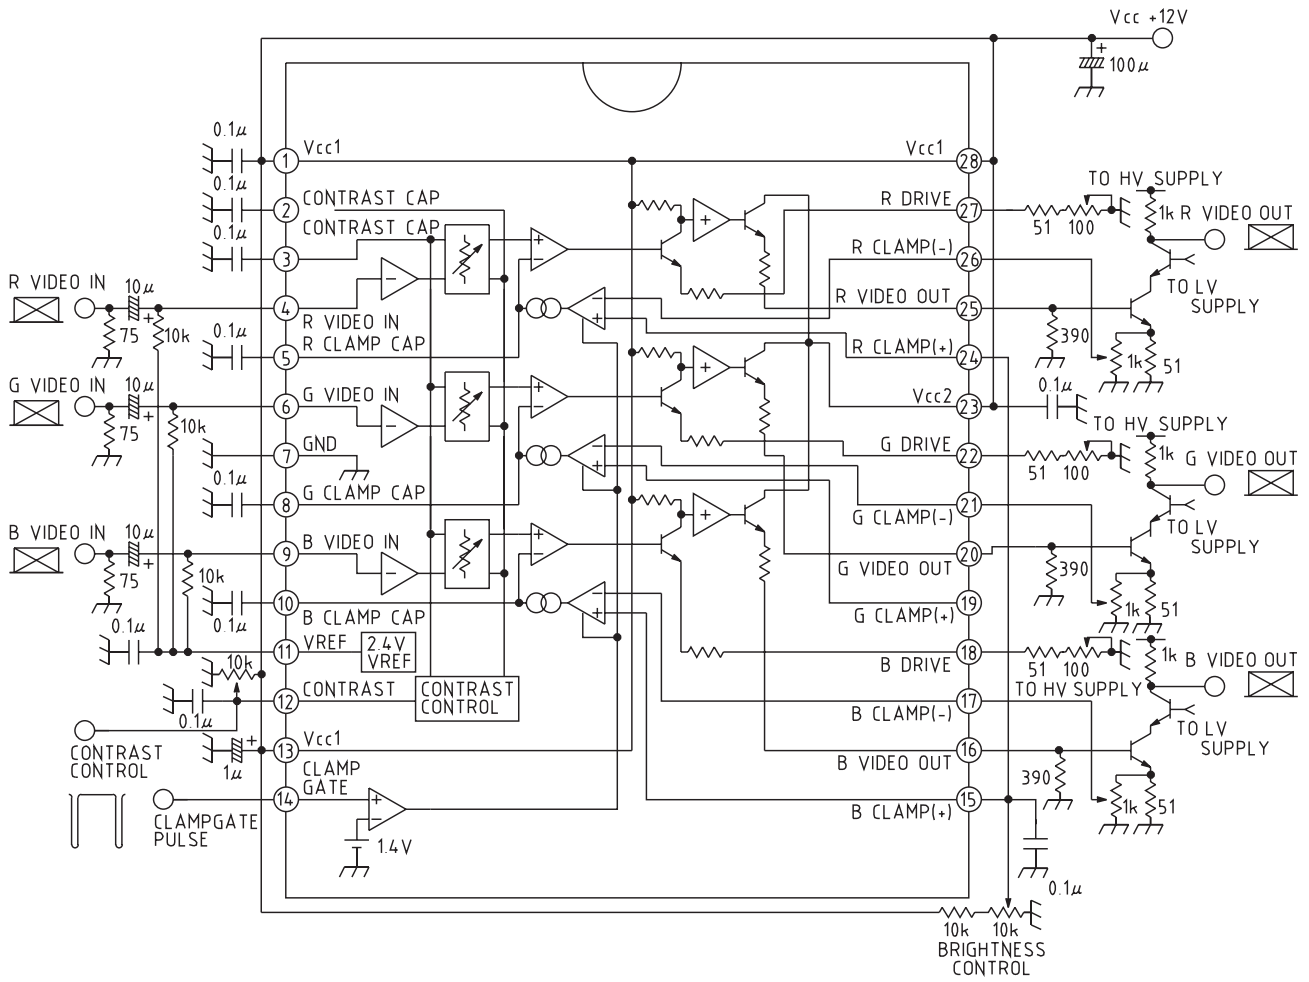 Vcc +12V
+
100μ
0.1μ
1
Vcc1
Vcc1
28
0.1μ
2
CONTRAST CAP
R DRIVE
27
51
100
TO HV SUPPLY
1k
R VIDEO OUT
0.1μ
3
CONTRAST CAP
R CLAMP(-)
26
TO LV
SUPPLY
R VIDEO IN
10μ
+
75
10k
4
R VIDEO IN
R VIDEO OUT
25
390
1k
51
0.1μ
5
R CLAMP CAP
R CLAMP(+)
24
G VIDEO IN
10μ
+
75
10k
6
G VIDEO IN
Vcc2
23
0.1μ
7
GND
G DRIVE
22
51
100
TO HV SUPPLY
1k
G VIDEO OUT
0.1μ
8
G CLAMP CAP
G CLAMP(-)
21
TO LV
SUPPLY
B VIDEO IN
10μ
+
75
10k
9
B VIDEO IN
G VIDEO OUT
20
390
1k
51
0.1μ
10
B CLAMP CAP
G CLAMP(+)
19
0.1μ
11
VREF
2.4V
VREF
B DRIVE
18
51
100
TO HV SUPPLY
1k
B VIDEO OUT
10k
0.1μ
12
CONTRAST
CONTRAST
CONTROL
B CLAMP(-)
17
TO LV
SUPPLY
CONTRAST
CONTROL
1μ
+
13
Vcc1
B VIDEO OUT
16
390
1k
51
CLAMPGATE
PULSE
14
CLAMP
GATE
+
−
1.4V
B CLAMP(+)
15
0.1μ
10k
10k
BRIGHTNESS
CONTROL
−
+
−
+
−
+
+
−
+
−
+
−
+
+
−
+
−
+
−
+
+